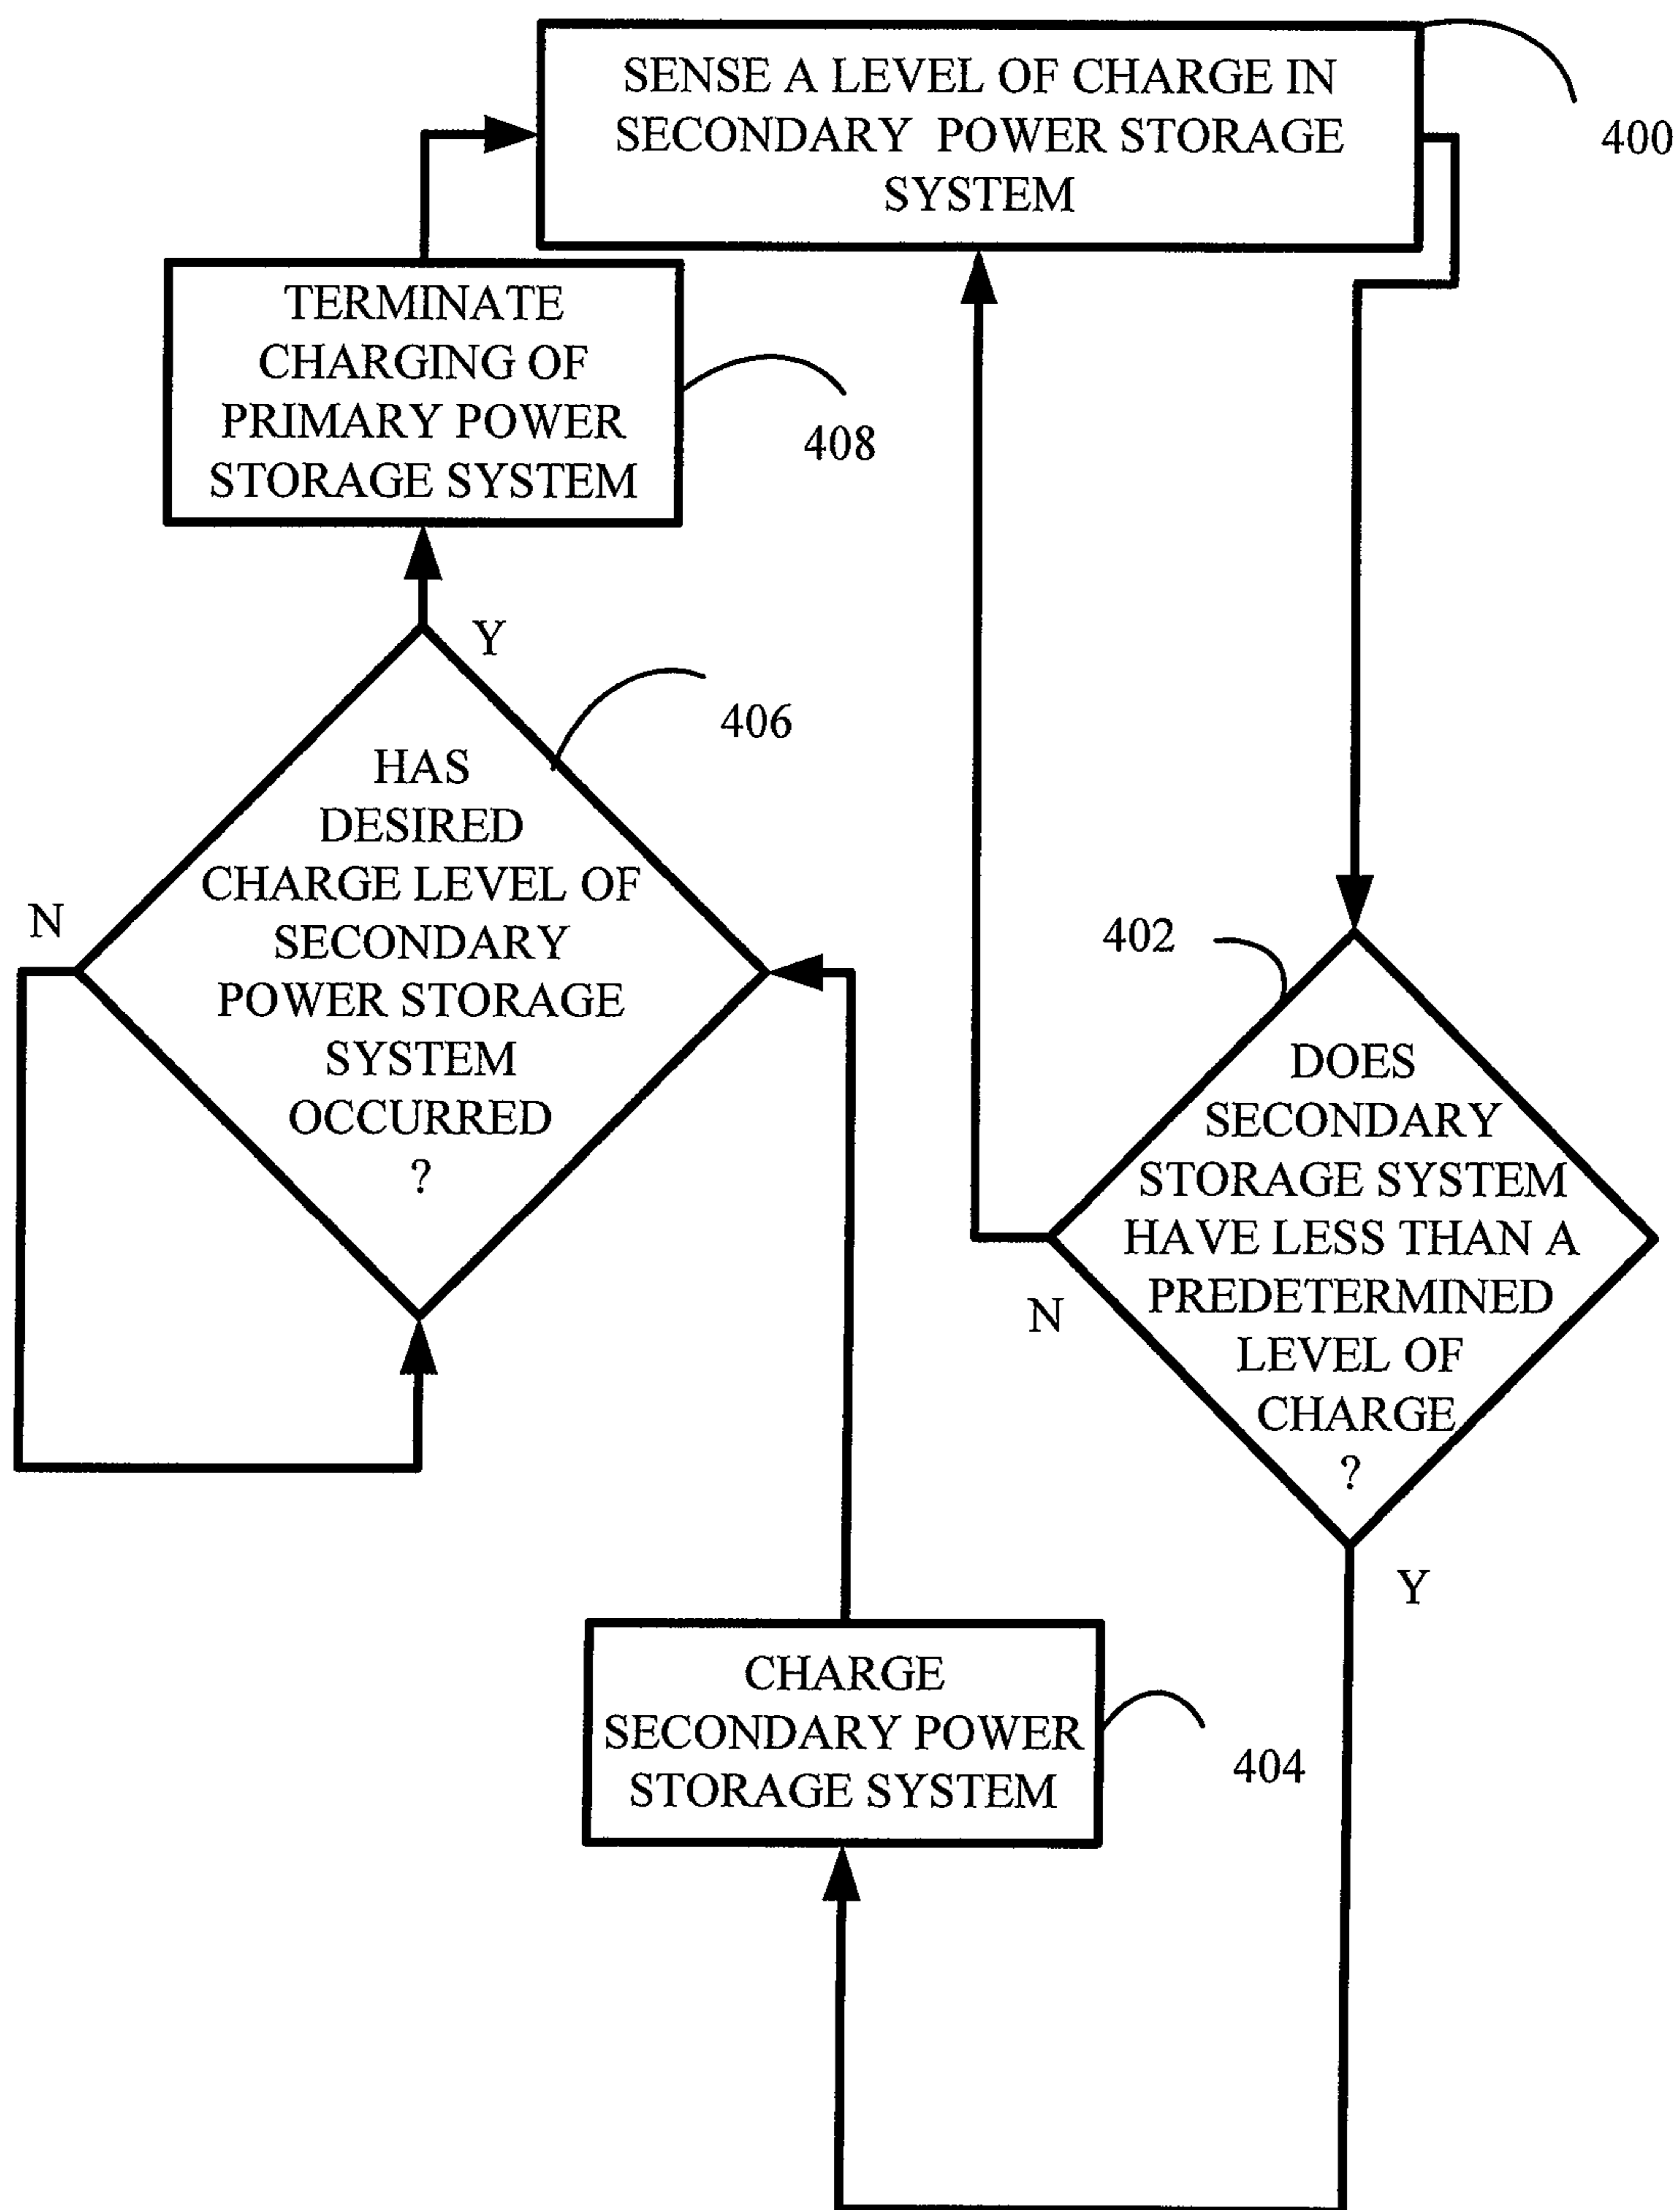 SENSE A LEVEL OF CHARGE IN
SECONDARY POWER STORAGE
SYSTEM
400
TERMINATE
CHARGING OF
PRIMARY POWER
STORAGE SYSTEM
408
Y
406
HAS
DESIRED
CHARGE LEVEL OF
SECONDARY
POWER STORAGE
SYSTEM
OCCURRED
?
N
402
DOES
SECONDARY
STORAGE SYSTEM
HAVE LESS THAN A
PREDETERMINED
LEVEL OF
CHARGE
?
N
Y
CHARGE
SECONDARY POWER
STORAGE SYSTEM
404